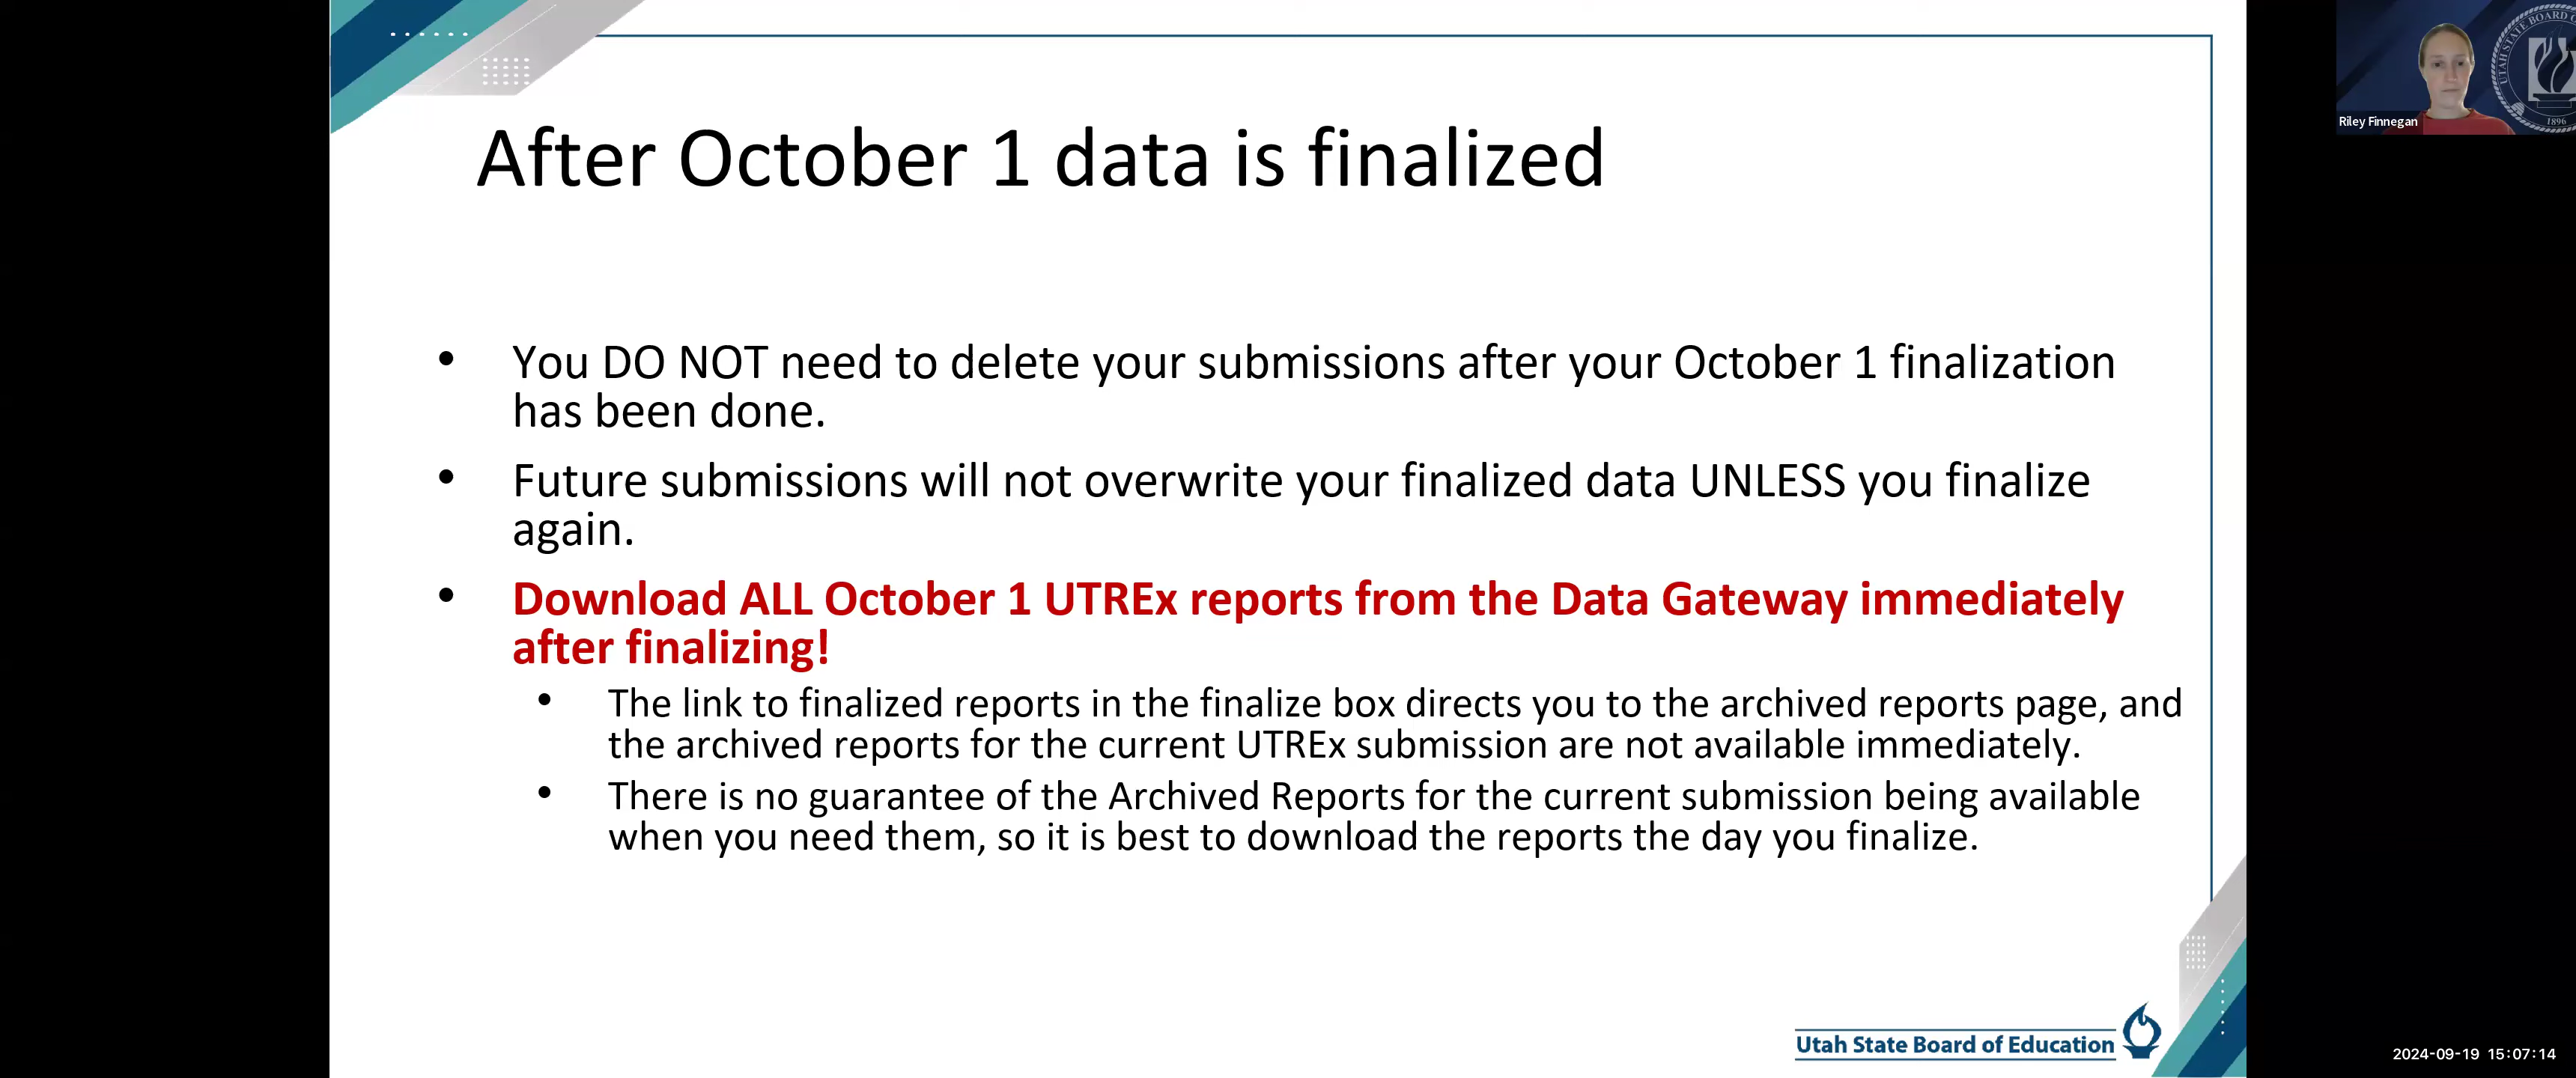 After October 1 data is finalized
• You DO NOT need to delete your submissions after your October 1 finalization
has been done.
• Future submissions will not overwrite your finalized data UNLESS you finalize
again.
• Download ALL October 1 UTREx reports from the Data Gateway immediately
after finalizing!
• The link to finalized reports in the finalize box directs you to the archived reports page, and
the archived reports for the current UTREx submission are not available immediately.
• There is no guarantee of the Archived Reports for the current submission being available
when you need them, so it is best to download the reports the day you finalize.
Utah State Board of Education
UTAH STATE BOARD O
1896
Riley Finnegan
2024-09-19 15:07:14